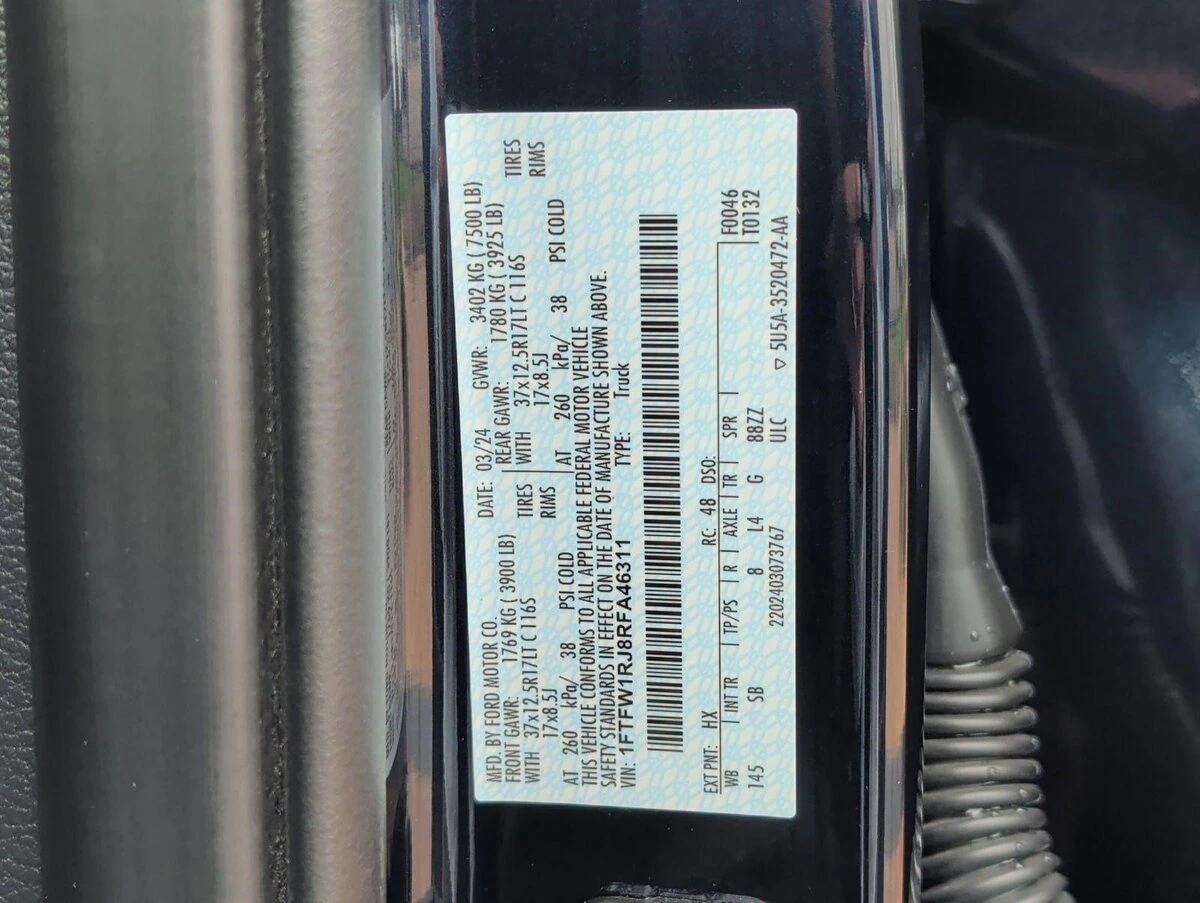 MFD. BY FORD MOTOR CO.
DATE: 03/24 GVWR: 3402 KG ( 7500 LB)
FRONT GAWR: 1769 KG ( 3900 LB)
REAR GAWR: 1780 KG ( 3925 LB)
WITH 37x12.5R17LT C 116S TIRES
WITH 37x12.5R17LT C 116S TIRES
17x8.5J RIMS
17x8.5J RIMS
AT 260 kPa/ 38 PSI COLD
AT 260 kPa/ 38 PSI COLD
THIS VEHICLE CONFORMS TO ALL APPLICABLE FEDERAL MOTOR VEHICLE
SAFETY STANDARDS IN EFFECT ON THE DATE OF MANUFACTURE SHOWN ABOVE.
VIN: 1FTFW1RJ8RFA46311 TYPE: Truck
EXT PNT: HX RC: 48 DSO: F0046
WB INT TR TP/PS R AXLE TR SPR T0132
145 SB 8 L4 G 88ZZ
2202403073767 ULC ▽ 5U5A-3520472-AA